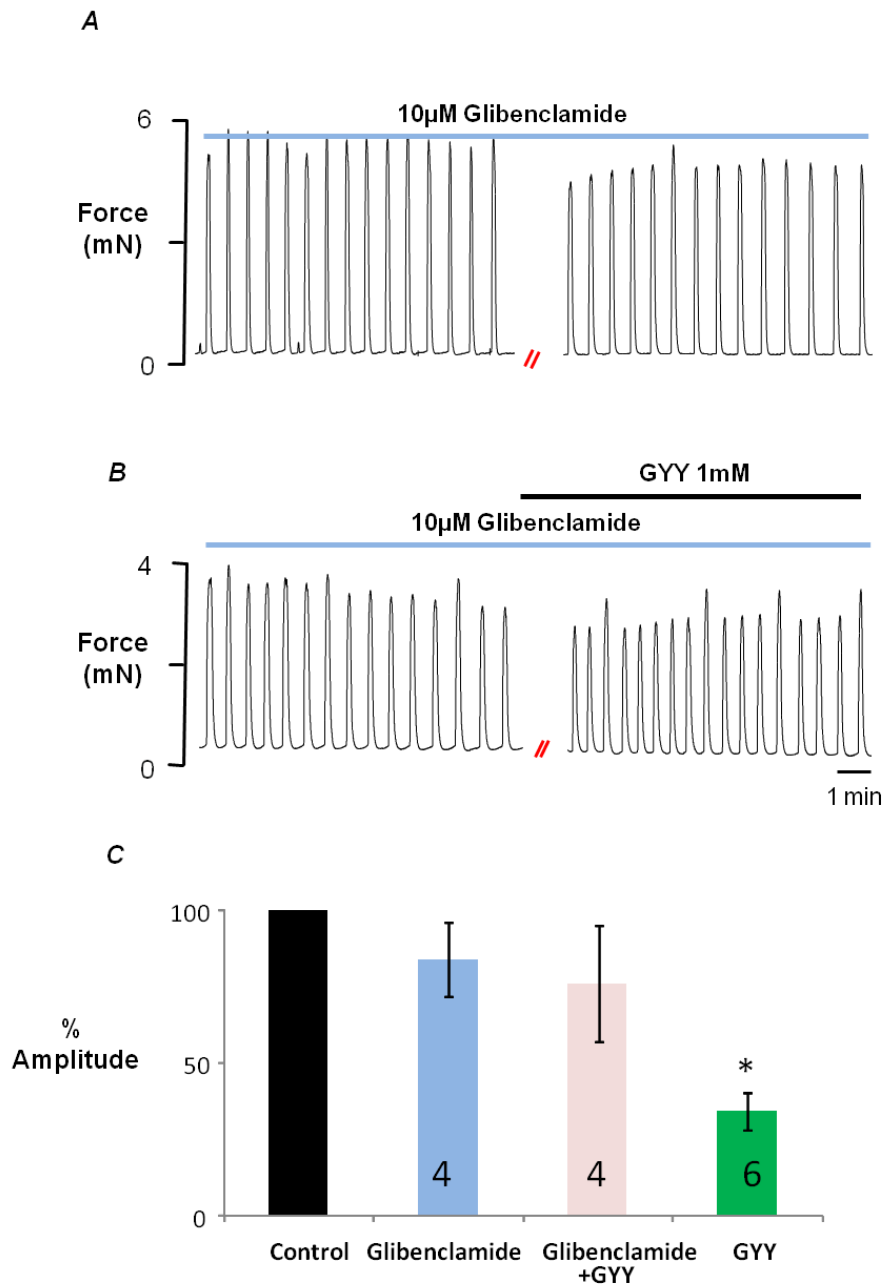 A
10µM Glibenclamide
6
Force
(mN)
0
B
GYY 1mM
10µM Glibenclamide
4
Force
(mN)
0
1 min
C
100
%
Amplitude
50
*
4
4
6
0
Control
Glibenclamide
Glibenclamide
+GYY
GYY